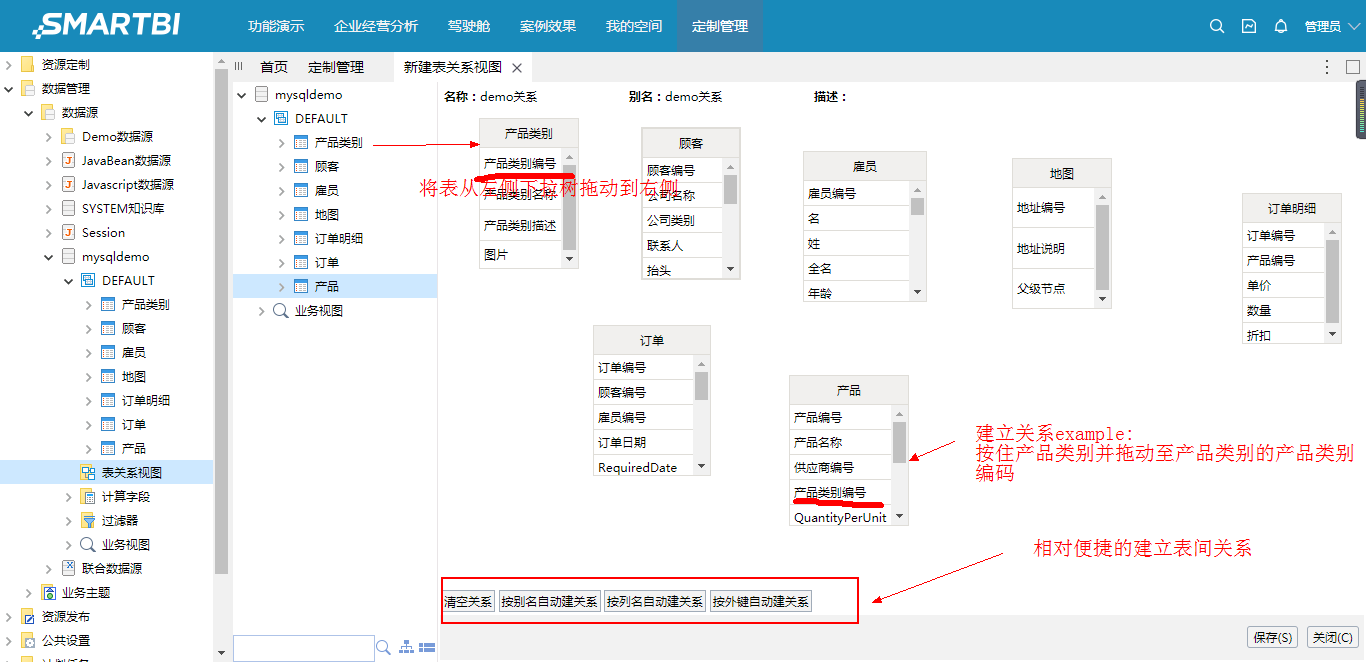 SMARTBI
功能演示
企业经营分析
驾驶舱
案例效果
我的空间
定制管理
管理员
资源定制
数据管理
数据源
Demo数据源
JavaBean数据源
Javascript数据源
SYSTEM知识库
Session
mysqldemo
DEFAULT
产品类别
顾客
雇员
地图
订单明细
订单
产品
表关系视图
计算字段
过滤器
业务视图
联合数据源
业务主题
资源发布
公共设置
首页
定制管理
新建表关系视图
mysqldemo
DEFAULT
产品类别
顾客
雇员
地图
订单明细
订单
产品
业务视图
名称：demo关系
别名：demo关系
描述：
产品类别
产品类别编号
产品类别名称
产品类别描述
图片
将表从左侧下拉树拖动到右侧
顾客
顾客编号
公司名称
公司类别
联系人
抬头
雇员
雇员编号
名
姓
全名
年龄
地图
地址编号
地址说明
父级节点
订单明细
订单编号
产品编号
单价
数量
折扣
订单
订单编号
顾客编号
雇员编号
订单日期
RequiredDate
产品
产品编号
产品名称
供应商编号
产品类别编号
QuantityPerUnit
建立关系example:
按住产品类别并拖动至产品类别的产品类别
编码
相对便捷的建立表间关系
清空关系
按别名自动建关系
按列名自动建关系
按外键自动建关系
保存(S)
关闭(C)